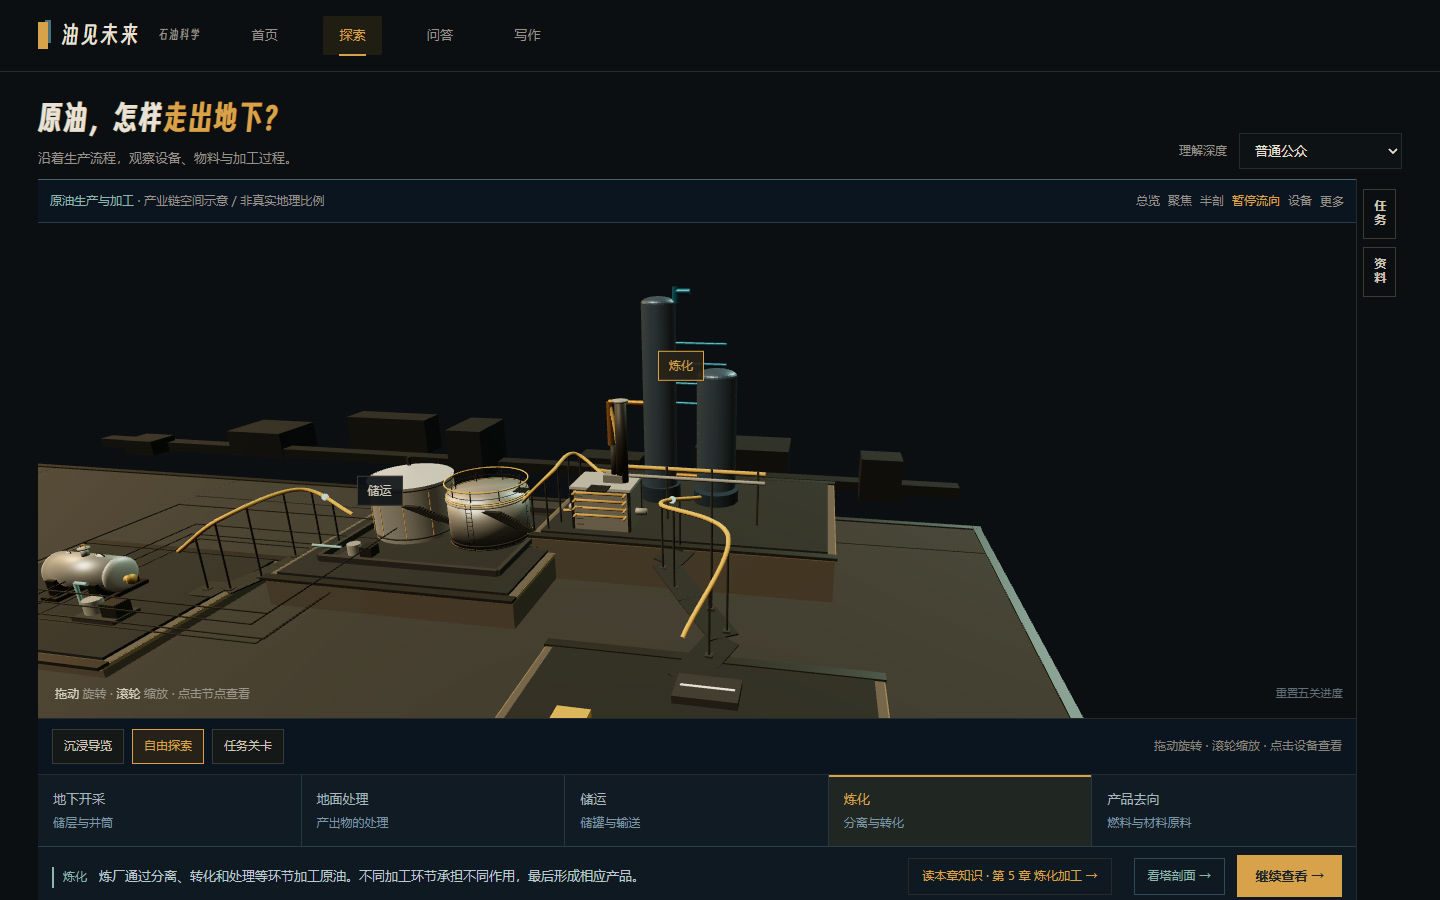 油见未来 石油科学 首页 探索 问答 写作
原油，怎样走出地下？
沿着生产流程，观察设备、物料与加工过程。
理解深度 普通公众
原油生产与加工 · 产业链空间示意 / 非真实地理比例
总览 聚焦 半剖 暂停流向 设备 更多
任务
资料
炼化
储运
拖动 旋转 · 滚轮 缩放 · 点击节点查看
重置五关进度
沉浸导览 自由探索 任务关卡
拖动旋转 · 滚轮缩放 · 点击设备查看
地下开采
储层与井筒
地面处理
产出物的处理
储运
储罐与输送
炼化
分离与转化
产品去向
燃料与材料原料
炼化 炼厂通过分离、转化和处理等环节加工原油。不同加工环节承担不同作用，最后形成相应产品。
读本章知识 · 第 5 章 炼化加工 →
看塔剖面 →
继续查看 →